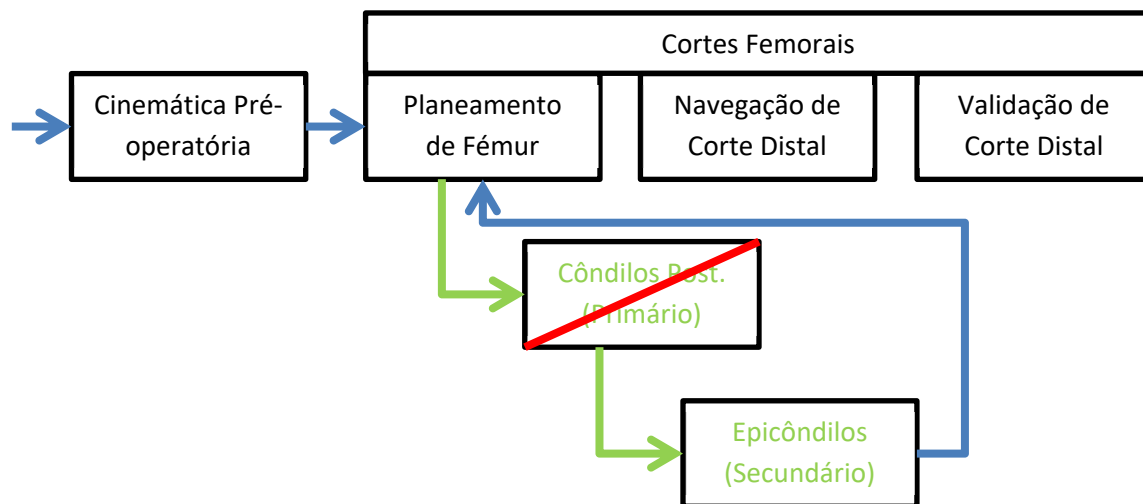 Cortes Femorais
Cinemática Pré-
operatória
Planeamento
de Fémur
Navegação de
Corte Distal
Validação de
Corte Distal
Côndilos Post.
(Primário)
Epicôndilos
(Secundário)